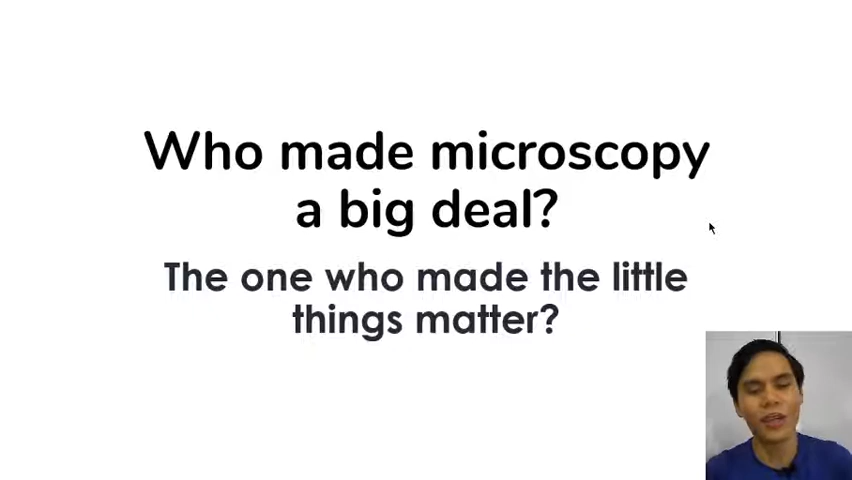 Who made microscopy
a big deal?
The one who made the little
things matter?